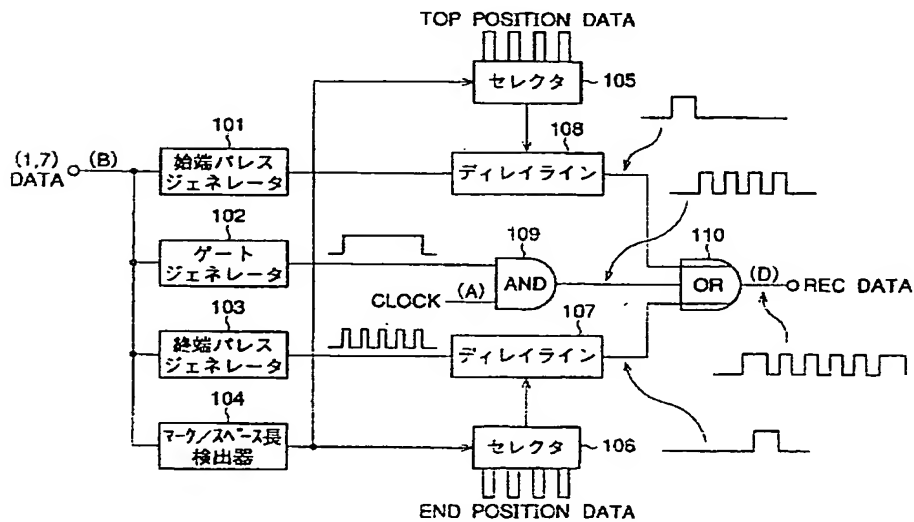 TOP POSITION DATA
セレクタ
105
101
108
(1,7)
DATA
(B)
始端パレス
ジェネレータ
ディレイライン
102
ゲート
ジェネレータ
109
AND
CLOCK
(A)
110
OR
(D)
REC DATA
103
終端パレス
ジェネレータ
107
ディレイライン
104
マーク/スペース長
検出器
セレクタ
106
END POSITION DATA